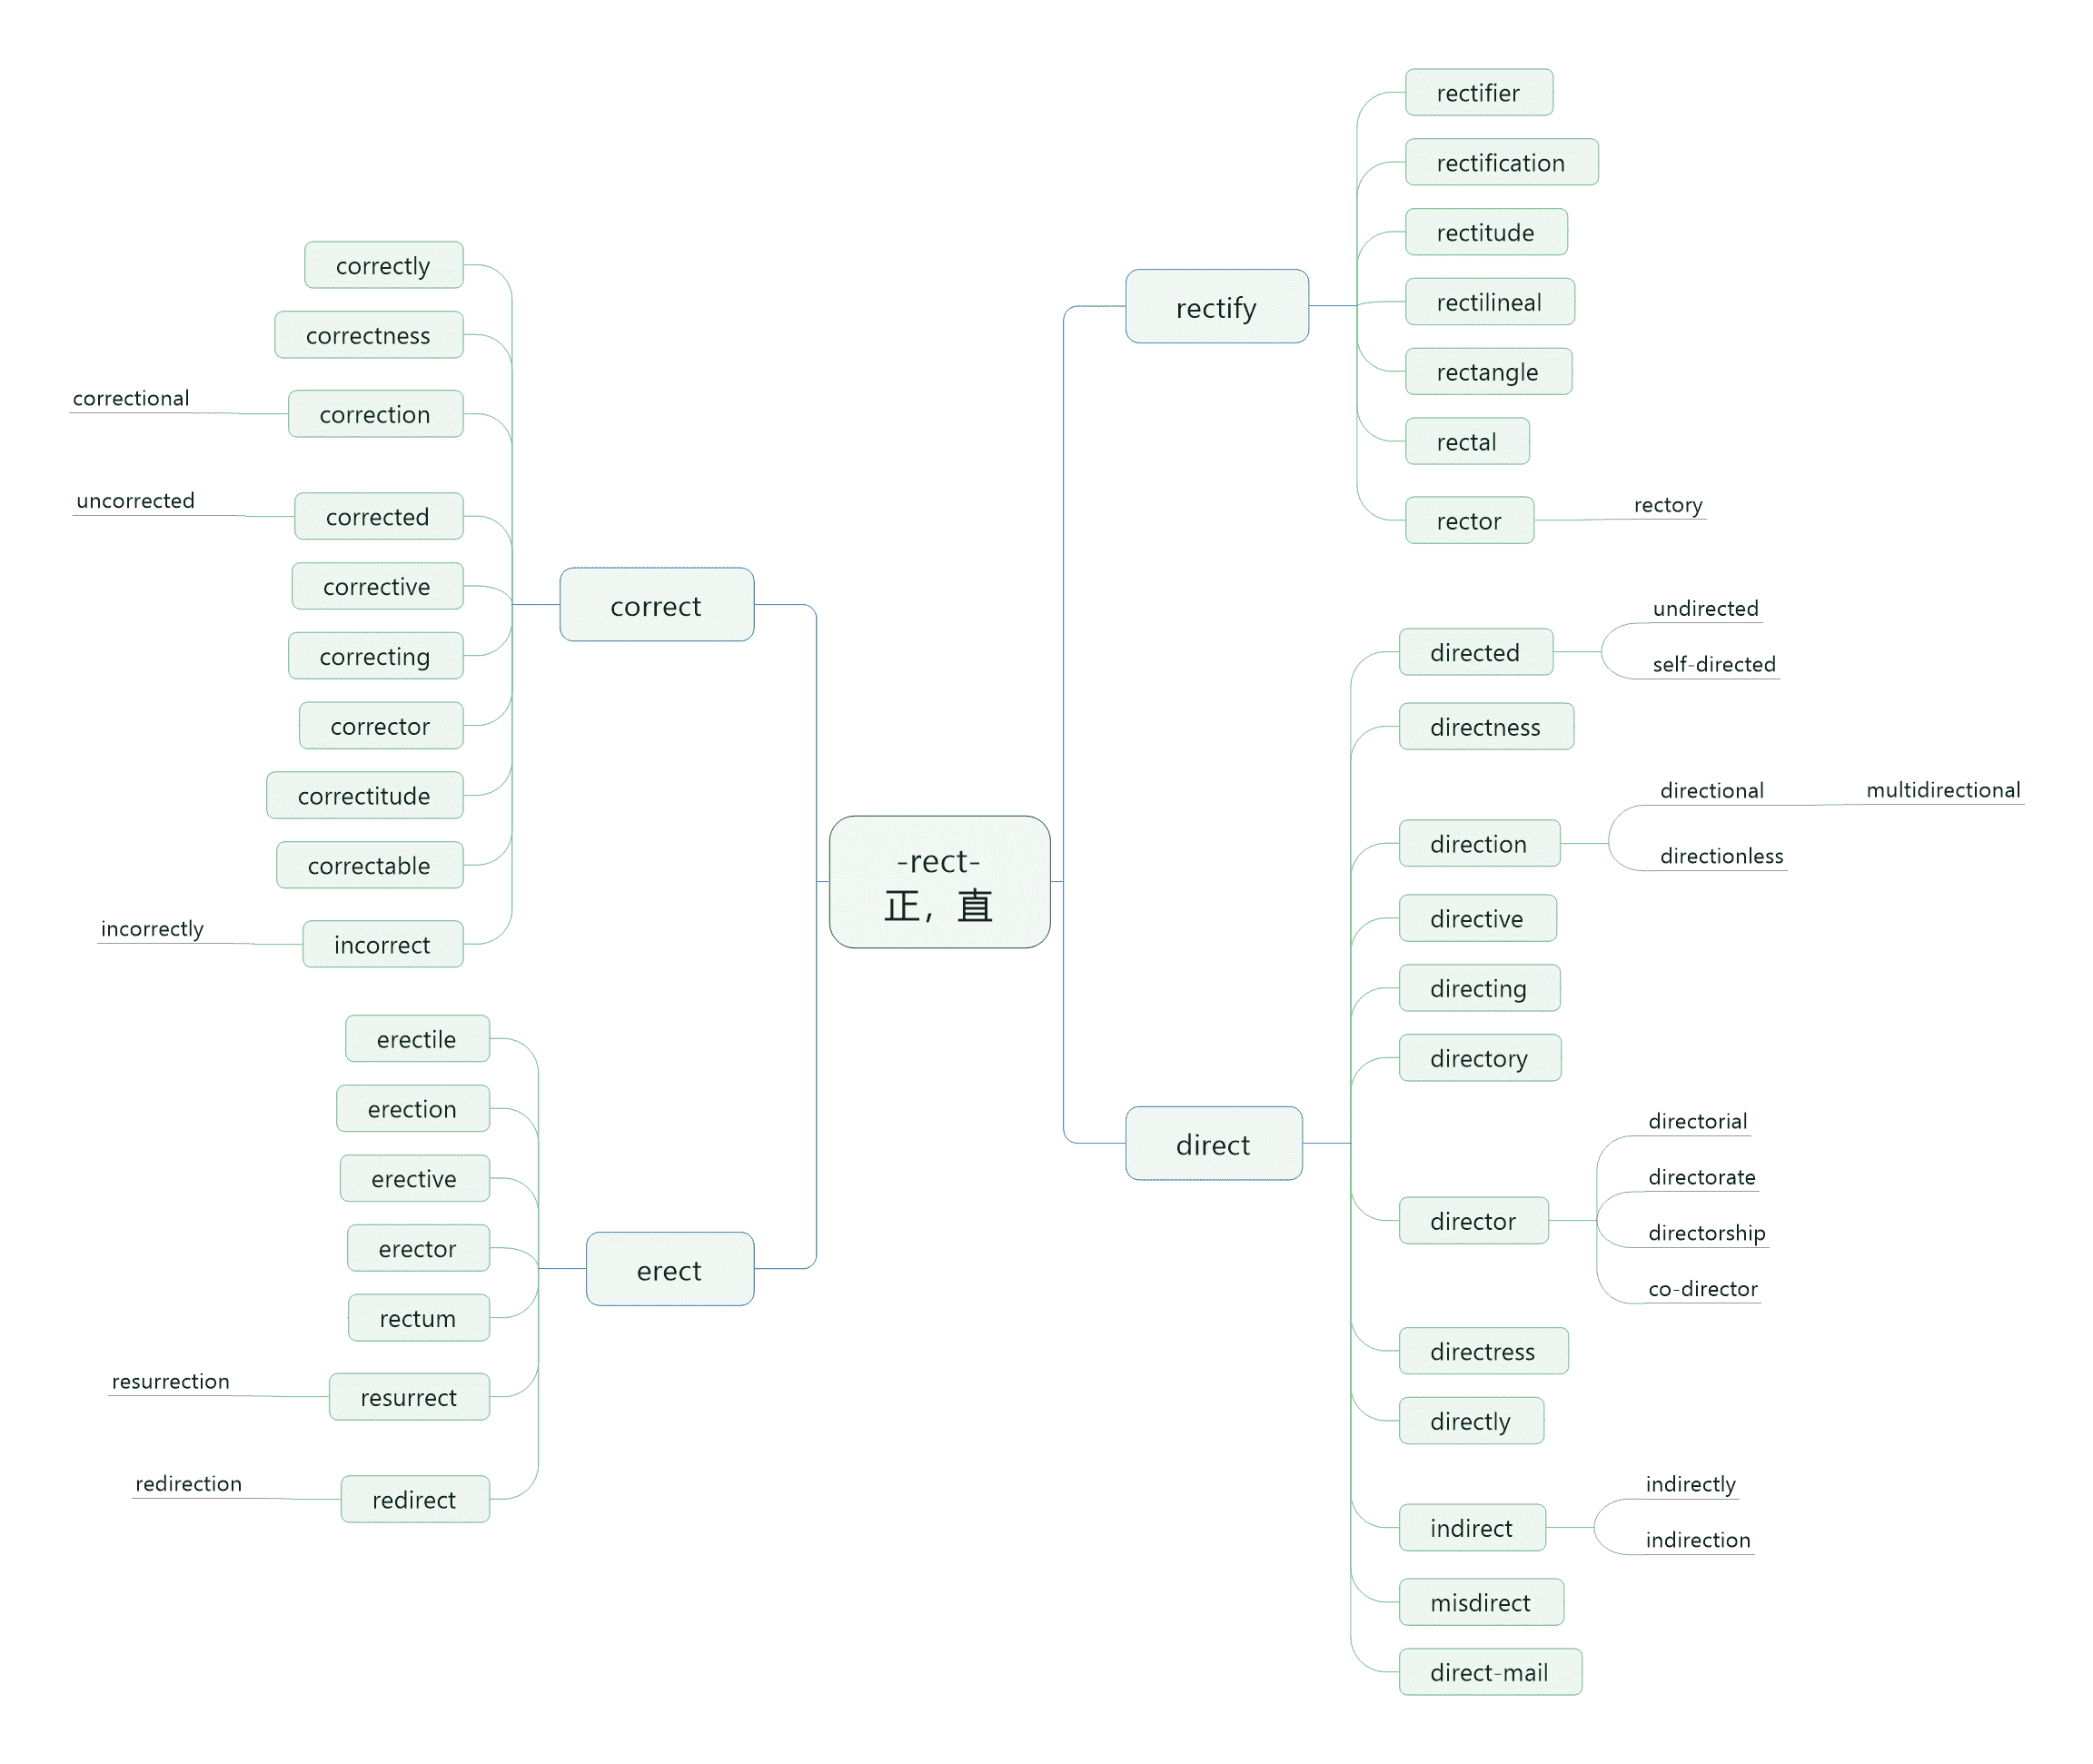 -rect-
正，直
rectify
rectifier
rectification
rectitude
rectilineal
rectangle
rectal
rector
rectory
direct
directed
undirected
self-directed
directness
direction
directional
multidirectional
directionless
directive
directing
directory
director
directorial
directorate
directorship
co-director
directress
directly
indirect
indirectly
indirection
misdirect
direct-mail
correct
correctly
correctness
correction
correctional
corrected
uncorrected
corrective
correcting
corrector
correctitude
correctable
incorrect
incorrectly
erect
erectile
erection
erective
erector
rectum
resurrect
resurrection
redirect
redirection